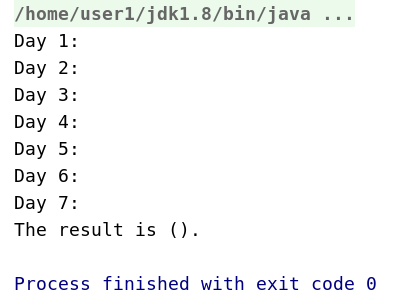 /home/user1/jdk1.8/bin/java ...
Day 1:
Day 2:
Day 3:
Day 4:
Day 5:
Day 6:
Day 7:
The result is ().
Process finished with exit code 0